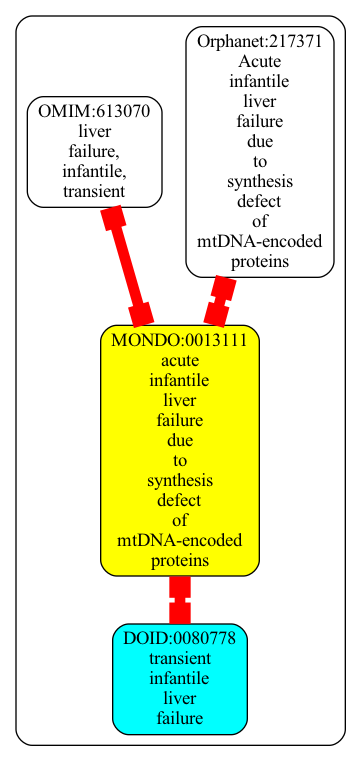 OMIM:613070
liver
failure,
infantile,
transient
Orphanet:217371
Acute
infantile
liver
failure
due
to
synthesis
defect
of
mtDNA-encoded
proteins
MONDO:0013111
acute
infantile
liver
failure
due
to
synthesis
defect
of
mtDNA-encoded
proteins
DOID:0080778
transient
infantile
liver
failure